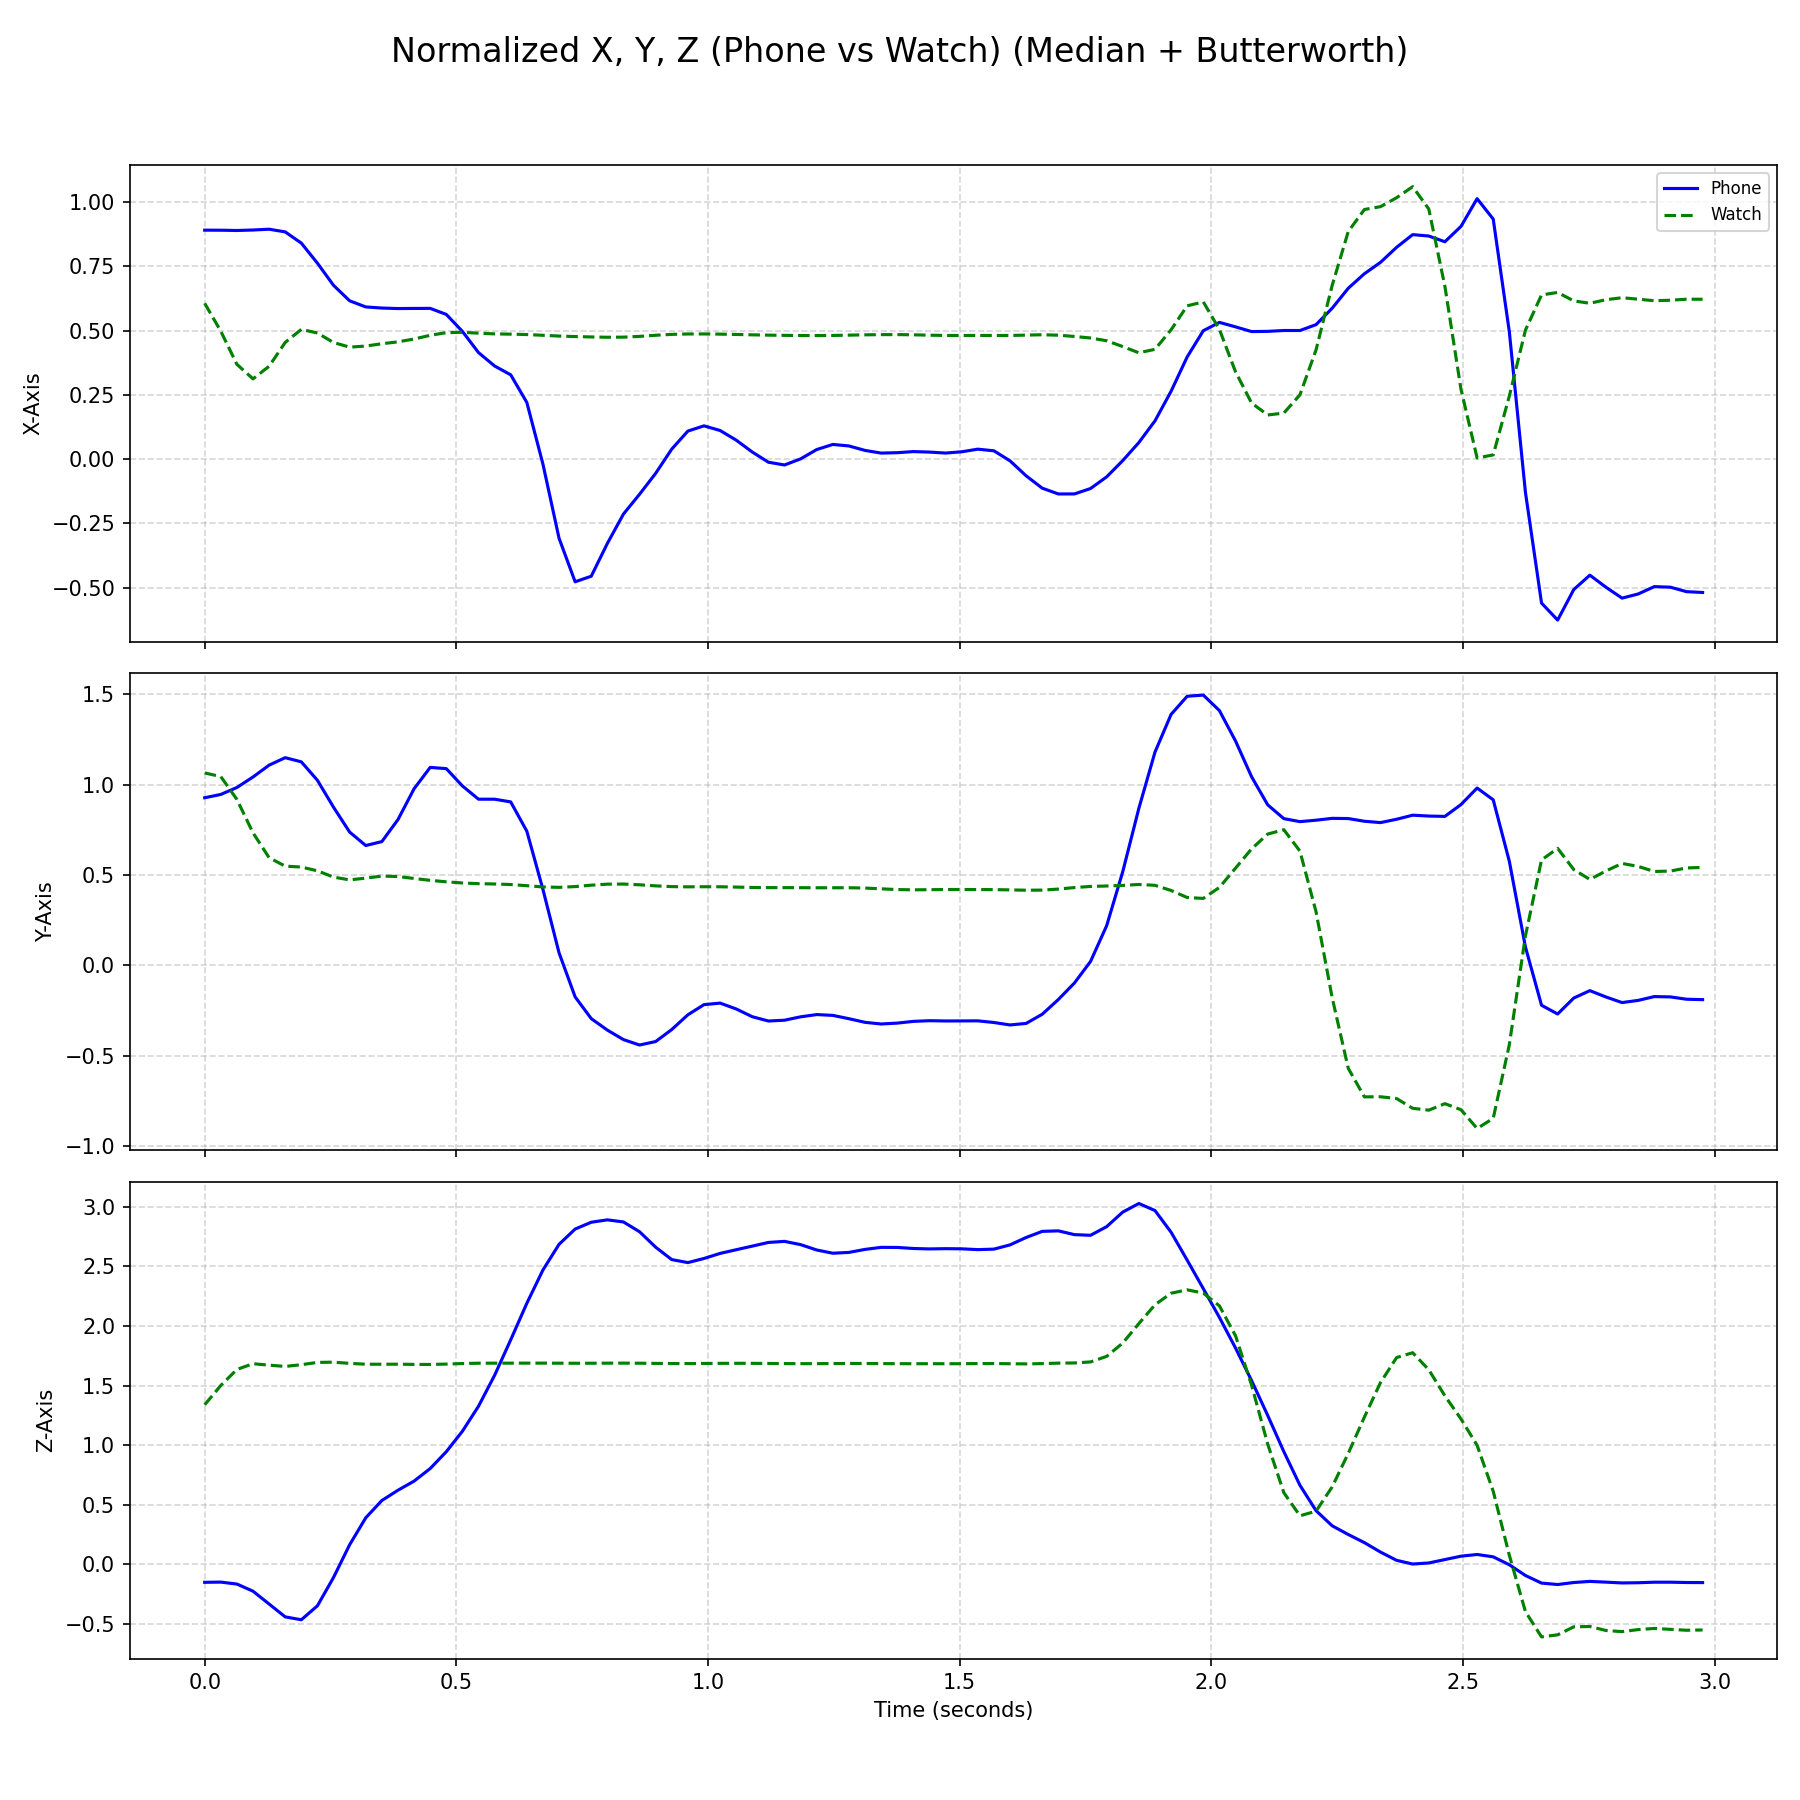 Normalized X, Y, Z (Phone vs Watch) (Median + Butterworth)
Phone
Watch
X-Axis
1.00
0.75
0.50
0.25
0.00
−0.25
−0.50
Y-Axis
1.5
1.0
0.5
0.0
−0.5
−1.0
Z-Axis
3.0
2.5
2.0
1.5
1.0
0.5
0.0
−0.5
0.0 0.5 1.0 1.5 2.0 2.5 3.0
Time (seconds)